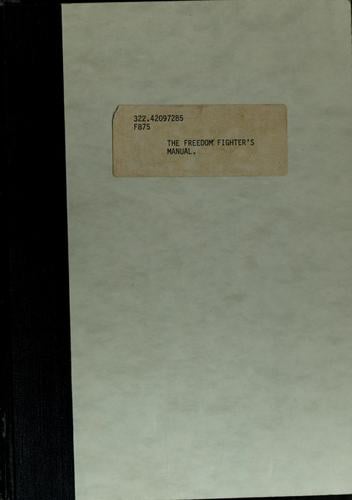 322.42097285
F875
THE FREEDOM FIGHTER'S
MANUAL.